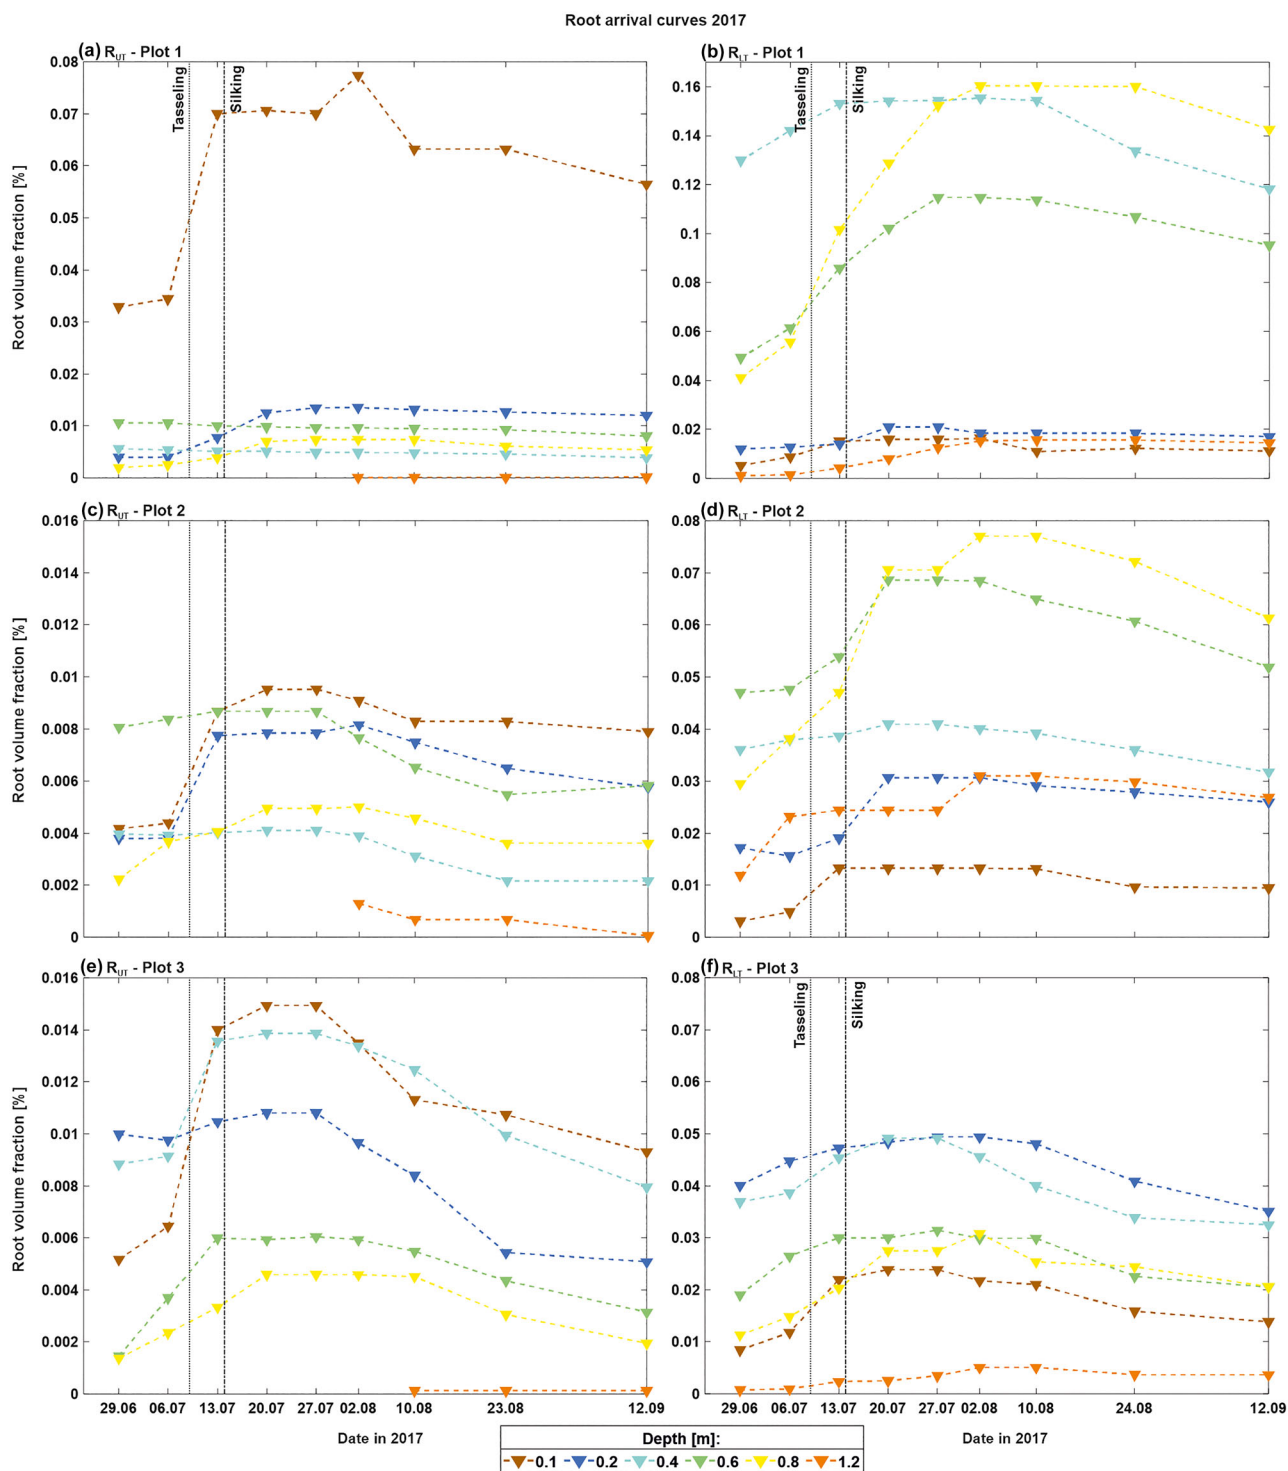 Root arrival curves 2017
(a) R_UT - Plot 1
Root volume fraction [%]
0.08
0.07
0.06
0.05
0.04
0.03
0.02
0.01
0
Tasseling
Silking
(b) R_LT - Plot 1
0.16
0.14
0.12
0.1
0.08
0.06
0.04
0.02
0
Tasseling
Silking
(c) R_UT - Plot 2
Root volume fraction [%]
0.016
0.014
0.012
0.01
0.008
0.006
0.004
0.002
0
(d) R_LT - Plot 2
0.08
0.07
0.06
0.05
0.04
0.03
0.02
0.01
0
(e) R_UT - Plot 3
Root volume fraction [%]
0.016
0.014
0.012
0.01
0.008
0.006
0.004
0.002
0
29.06 06.07 13.07 20.07 27.07 02.08 10.08 23.08 12.09
Date in 2017
(f) R_LT - Plot 3
0.08
0.07
0.06
0.05
0.04
0.03
0.02
0.01
0
Tasseling
Silking
29.06 06.07 13.07 20.07 27.07 02.08 10.08 24.08 12.09
Date in 2017
Depth [m]:
0.1 0.2 0.4 0.6 0.8 1.2